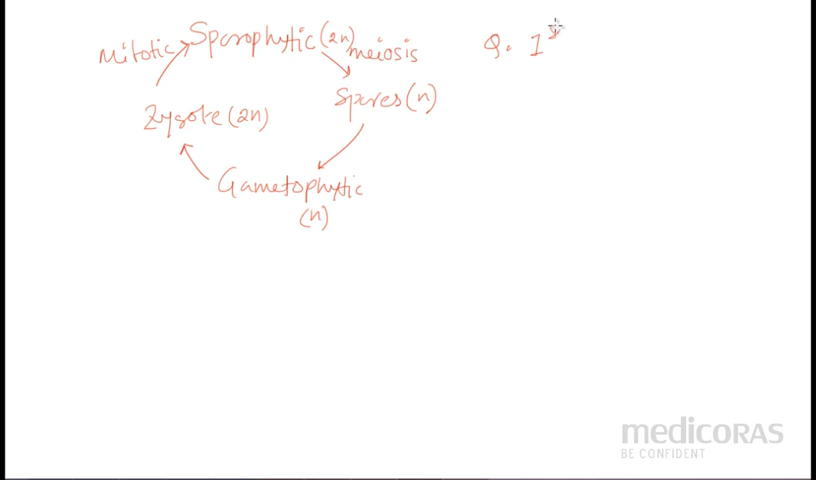 Mitotic Sporophytic (2n) meiosis
Zygote (2n) Spores (n)
Gametophytic
(n)
Q. 1
medicoRAS
BE CONFIDENT